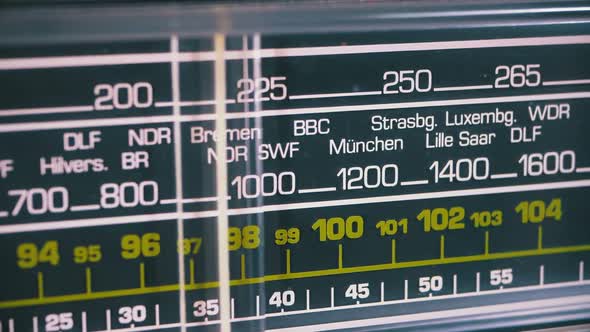 200 225 250 265
DLF NDR Bremen BBC Strasbg. Luxembg. WDR
Hilvers. BR NDR SWF München Lille Saar DLF
700 800 1000 1200 1400 1600
94 95 96 97 98 99 100 101 102 103 104
25 30 35 40 45 50 55